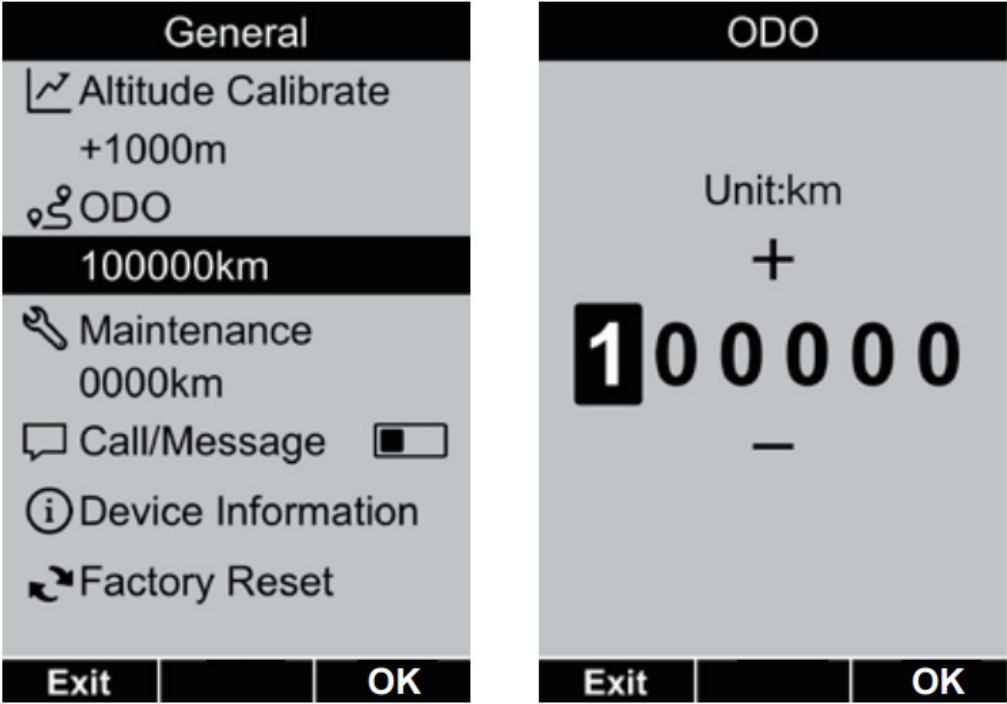 General
Altitude Calibrate
+1000m
ODO
100000km
Maintenance
0000km
Call/Message
Device Information
Factory Reset
Exit OK
ODO
Unit:km
+
100000
−
Exit OK